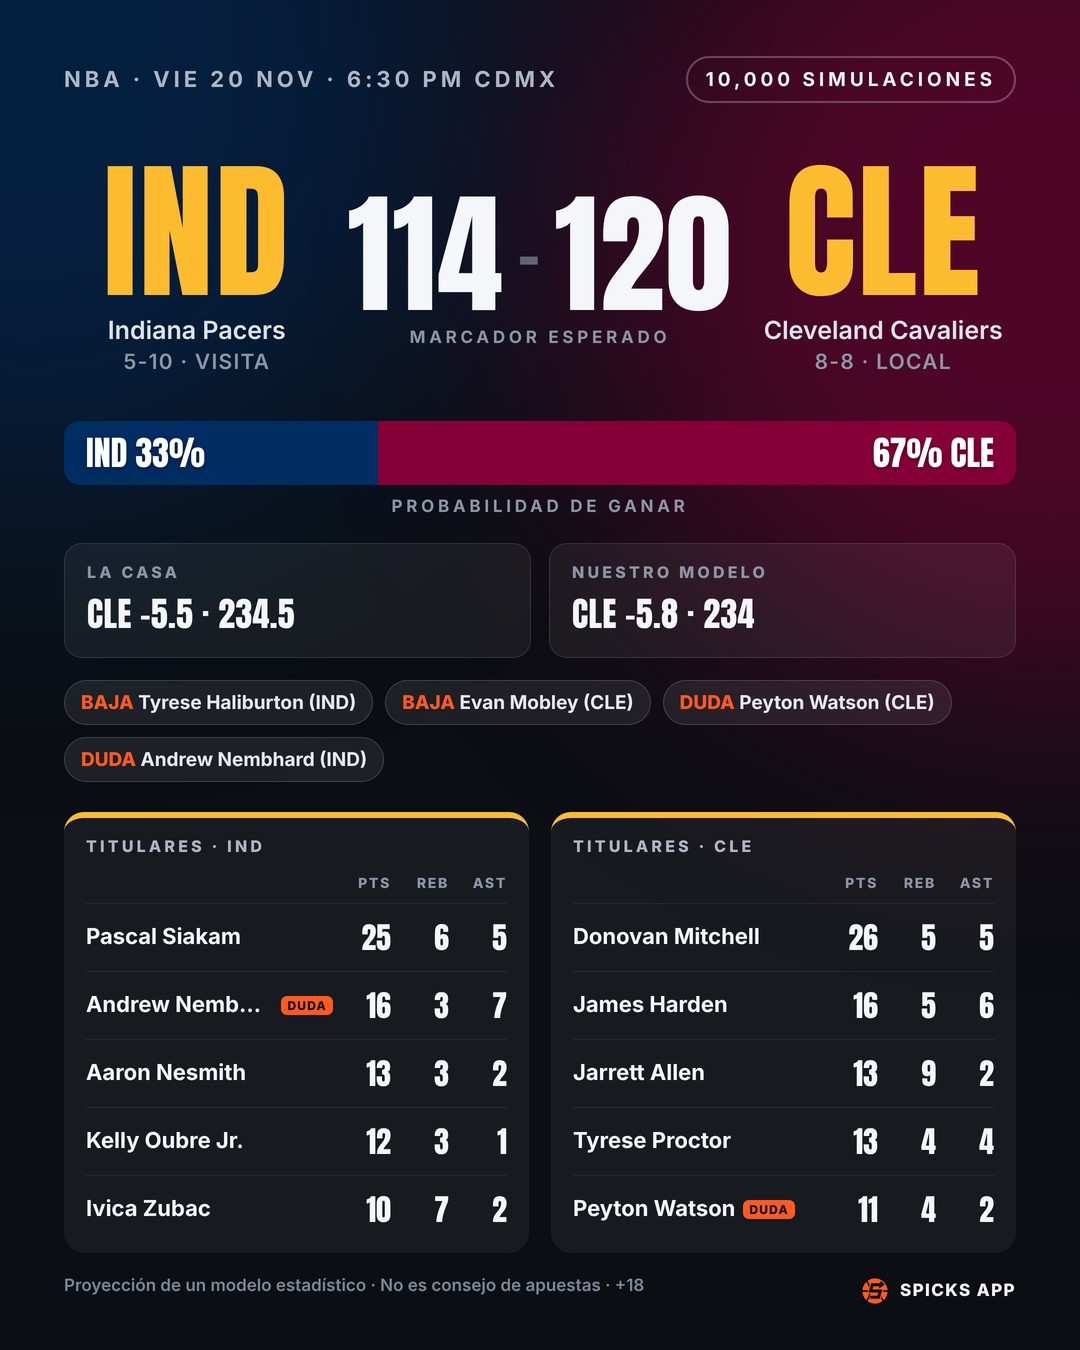 NBA · VIE 20 NOV · 6:30 PM CDMX
10,000 SIMULACIONES
IND
114 - 120
CLE
Indiana Pacers
5-10 · VISITA
MARCADOR ESPERADO
Cleveland Cavaliers
8-8 · LOCAL
IND 33%
67% CLE
PROBABILIDAD DE GANAR
LA CASA
CLE -5.5 · 234.5
NUESTRO MODELO
CLE -5.8 · 234
BAJA Tyrese Haliburton (IND)
BAJA Evan Mobley (CLE)
DUDA Peyton Watson (CLE)
DUDA Andrew Nembhard (IND)
TITULARES · IND
PTS REB AST
Pascal Siakam 25 6 5
Andrew Nemb... DUDA 16 3 7
Aaron Nesmith 13 3 2
Kelly Oubre Jr. 12 3 1
Ivica Zubac 10 7 2
TITULARES · CLE
PTS REB AST
Donovan Mitchell 26 5 5
James Harden 16 5 6
Jarrett Allen 13 9 2
Tyrese Proctor 13 4 4
Peyton Watson DUDA 11 4 2
Proyección de un modelo estadístico · No es consejo de apuestas · +18
SPICKS APP